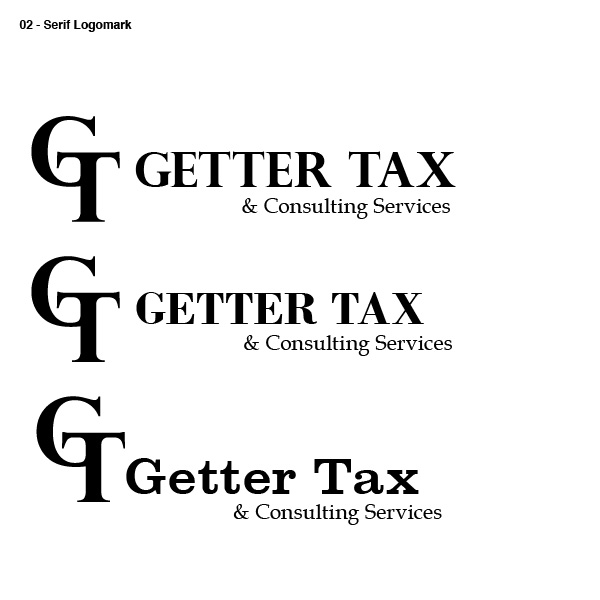 02 - Serif Logomark
GT GETTER TAX
& Consulting Services
GT GETTER TAX
& Consulting Services
GT Getter Tax
& Consulting Services